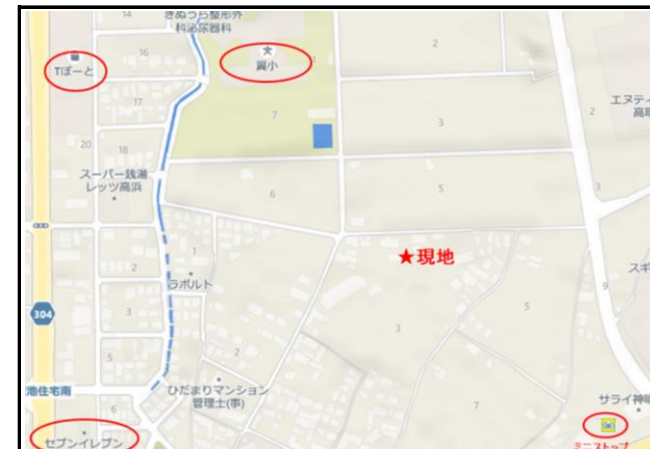 14
きぬうら整形外
科泌尿器科
16
Tぽーと
翼小
1
2
エヌティ
高取
17
7
3
2
20
18
スーパー銭湯
レッツ高浜
6
5
3
1
★現地
スギ
2
ラポルト
9
304
3
5
3
2
5
池住宅南
ひだまりマンション
管理士(事)
7
サライ神明
6
セブンイレブン
ミニストップ